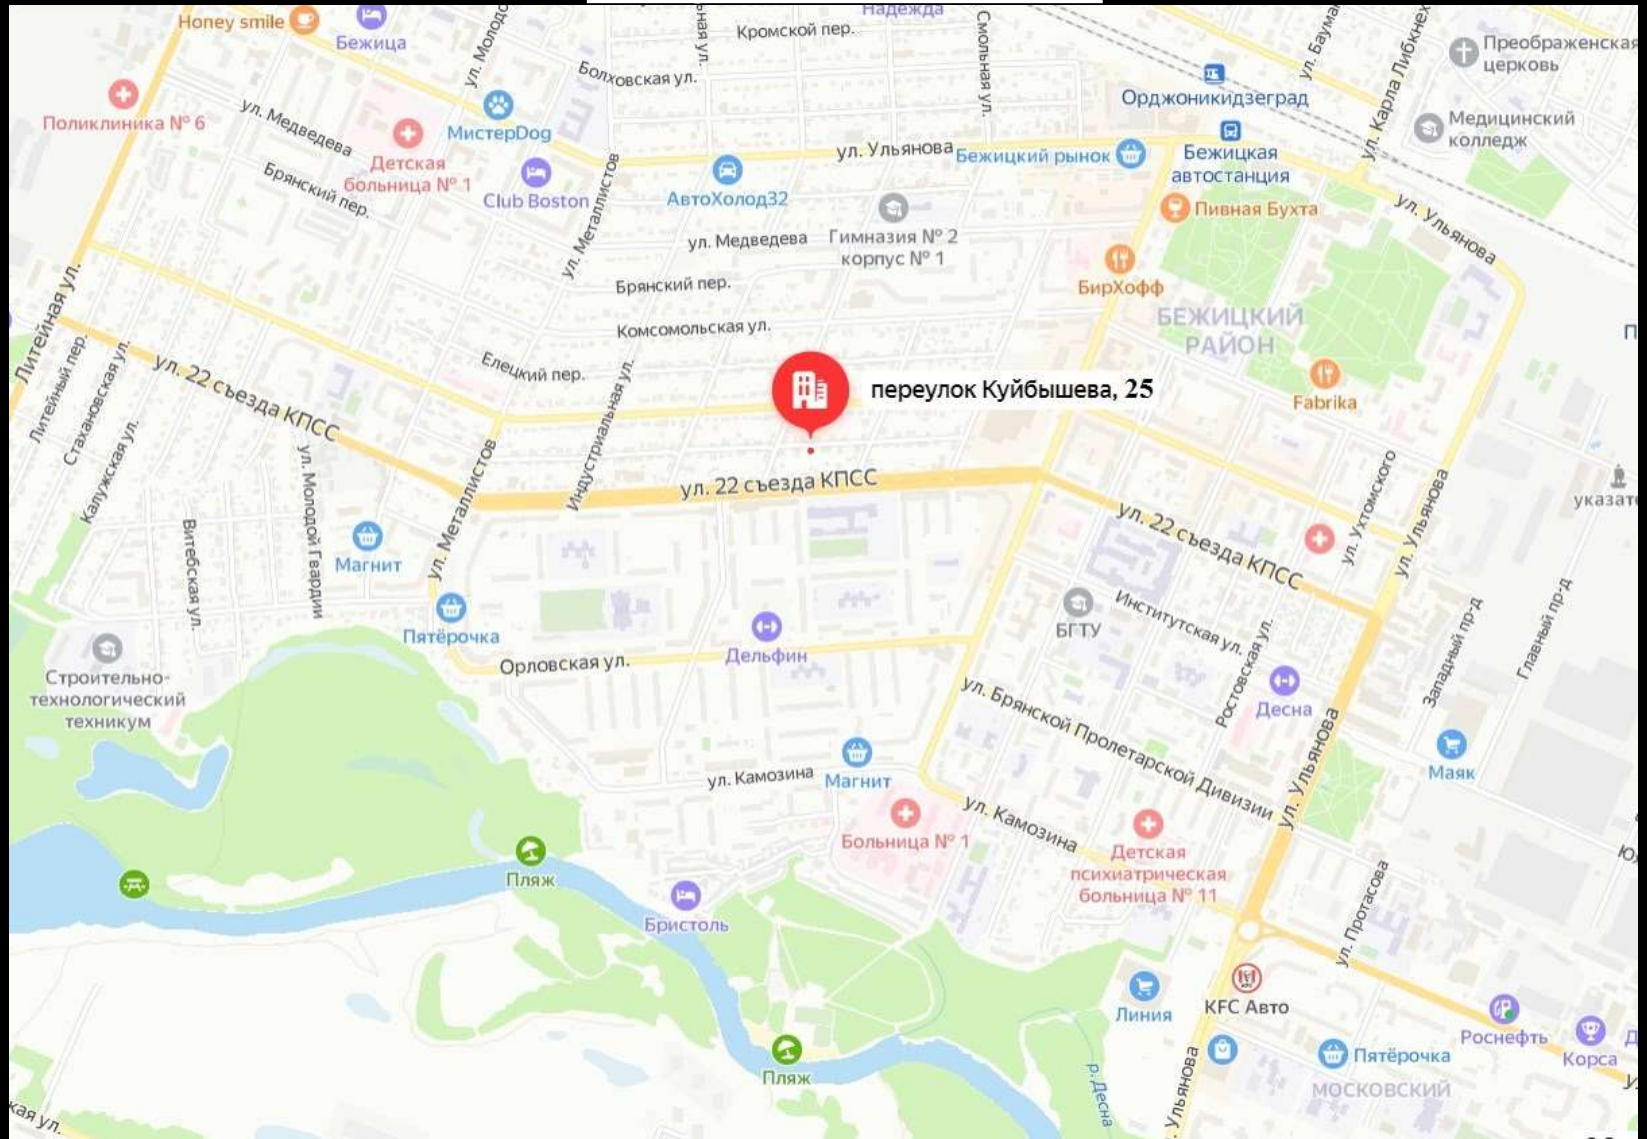 Honey smile
Бежица
ул. Молодо
ьная ул.
Кромской пер.
Надежда
Смольная ул.
ул. Баума
ул. Карла Либкнех
Преображенская
церковь
Болховская ул.
Орджоникидзеград
Поликлиника № 6
ул. Медведева
МистерDog
Детская
больница № 1
Медицинский
колледж
ул. Ульянова
Бежицкий рынок
Бежицкая
автостанция
Брянский пер.
Club Boston
ул. Металлистов
АвтоХолод32
Пивная Бухта
ул. Ульянова
ул. Медведева
Гимназия № 2
корпус № 1
БирХофф
Брянский пер.
Литейная ул.
Комсомольская ул.
БЕЖИЦКИЙ
РАЙОН
П
Литейный пер.
Стахановская ул.
ул. 22 съезда КПСС
Елецкий пер.
Индустриальная ул.
переулок Куйбышева, 25
Fabrika
Калужская ул.
ул. Молодой Гвардии
ул. Металлистов
ул. 22 съезда КПСС
ул. Ухтомского
ул. Ульянова
указат
Витебская ул.
Магнит
ул. 22 съезда КПСС
Пятёрочка
БГТУ
Институтская ул.
Ростовская ул.
Западный пр-д
Главный пр-д
Строительно-
технологический
техникум
Орловская ул.
Дельфин
Десна
ул. Брянской Пролетарской Дивизии
ул. Ульянова
Маяк
ул. Камозина
Магнит
ул. Камозина
Больница № 1
Детская
психиатрическая
больница № 11
Ю
Пляж
Бристоль
ул. Протасова
Линия
KFC Авто
Роснефть
Корса
Д
Пляж
р. Десна
ул. Ульянова
Пятёрочка
МОСКОВСКИЙ
У
кая ул.